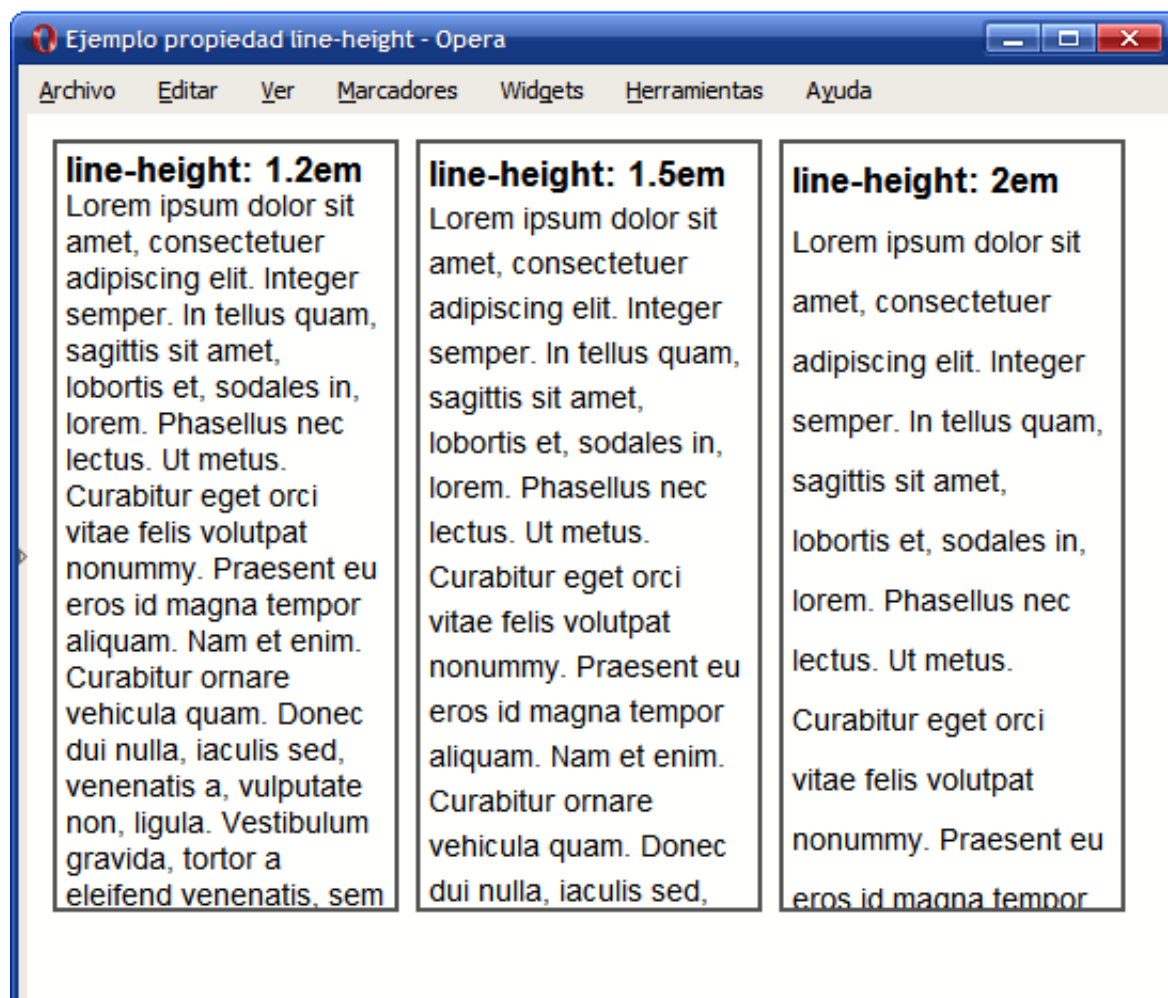 Ejemplo propiedad line-height - Opera
Archivo Editar Ver Marcadores Widgets Herramientas Ayuda
line-height: 1.2em
Lorem ipsum dolor sit
amet, consectetuer
adipiscing elit. Integer
semper. In tellus quam,
sagittis sit amet,
lobortis et, sodales in,
lorem. Phasellus nec
lectus. Ut metus.
Curabitur eget orci
vitae felis volutpat
nonummy. Praesent eu
eros id magna tempor
aliquam. Nam et enim.
Curabitur ornare
vehicula quam. Donec
dui nulla, iaculis sed,
venenatis a, vulputate
non, ligula. Vestibulum
gravida, tortor a
eleifend venenatis, sem
line-height: 1.5em
Lorem ipsum dolor sit
amet, consectetuer
adipiscing elit. Integer
semper. In tellus quam,
sagittis sit amet,
lobortis et, sodales in,
lorem. Phasellus nec
lectus. Ut metus.
Curabitur eget orci
vitae felis volutpat
nonummy. Praesent eu
eros id magna tempor
aliquam. Nam et enim.
Curabitur ornare
vehicula quam. Donec
dui nulla, iaculis sed,
line-height: 2em
Lorem ipsum dolor sit
amet, consectetuer
adipiscing elit. Integer
semper. In tellus quam,
sagittis sit amet,
lobortis et, sodales in,
lorem. Phasellus nec
lectus. Ut metus.
Curabitur eget orci
vitae felis volutpat
nonummy. Praesent eu
eros id magna tempor